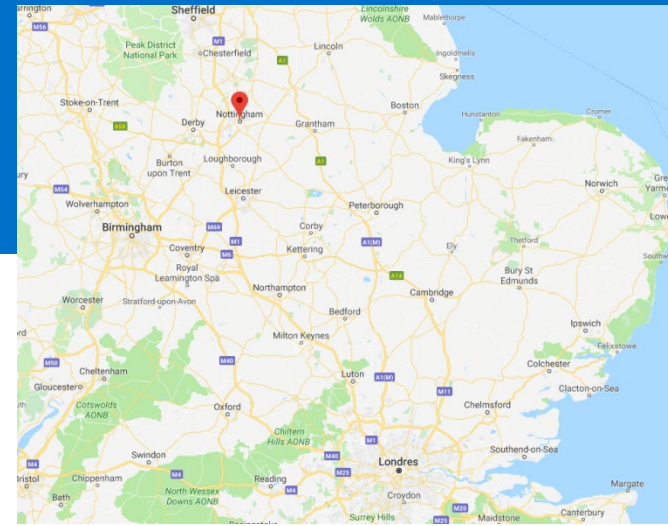 Sheffield
Lincolnshire
Wolds AONB
Mablethorpe
M56
M1
Peak District
National Park
Chesterfield
Lincoln
A1
Ingoldmells
Skegness
Stoke-on-Trent
Nottingham
Boston
A50
Derby
Grantham
Hunstanton
Cromer
Fakenham
Burton
upon Trent
Loughborough
A1
King's Lynn
M54
Leicester
Norwich
Wolverhampton
Peterborough
Birmingham
M69
M1
Corby
A1(M)
Ely
Thetford
Coventry
M6
Kettering
Royal
Leamington Spa
A14
Bury St
Edmunds
Northampton
Cambridge
Worcester
Stratford-upon-Avon
Bedford
Ipswich
Milton Keynes
Felixstowe
M50
M40
Colchester
Cheltenham
Luton
A1(M)
Gloucester
M11
Clacton-on-Sea
Cotswolds
AONB
Oxford
Chelmsford
Chiltern
Hills AONB
M1
Swindon
M40
M25
Londres
Southend-on-Sea
M4
Bristol
Chippenham
M4
Reading
M4
Croydon
Margate
Bath
North Wessex
Downs AONB
M20
M25
Surrey Hills
Maidstone
Canterbury